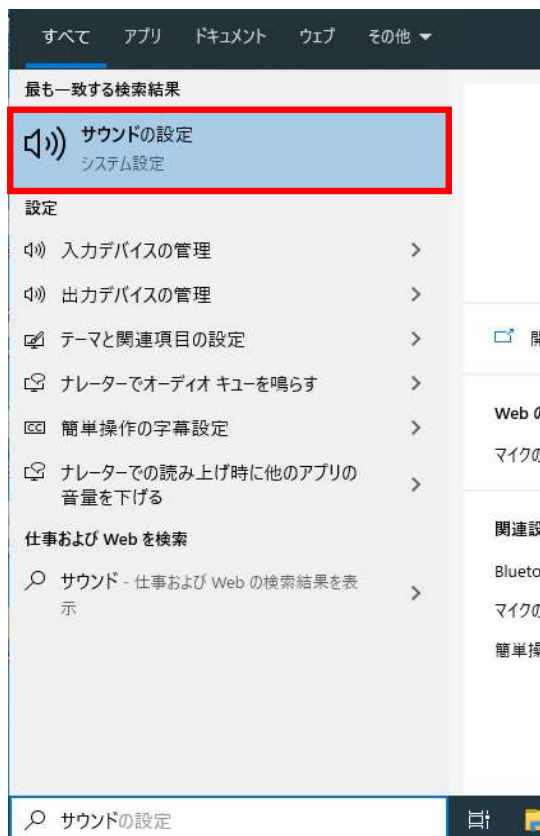 すべて アプリ ドキュメント ウェブ その他
最も一致する検索結果
サウンドの設定
システム設定
設定
入力デバイスの管理
出力デバイスの管理
テーマと関連項目の設定
ナレーターでオーディオ キューを鳴らす
簡単操作の字幕設定
ナレーターでの読み上げ時に他のアプリの
音量を下げる
仕事および Web を検索
サウンド - 仕事および Web の検索結果を表
示
開
Web の
マイクの
関連設
Blueto
マイクの
簡単操
サウンドの設定